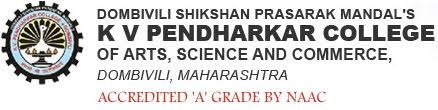 DOMBIVILI SHIKSHAN PRASARAK MANDAL'S
K V PENDHARKAR COLLEGE
OF ARTS, SCIENCE AND COMMERCE,
DOMBIVILI, MAHARASHTRA
ACCREDITED 'A' GRADE BY NAAC